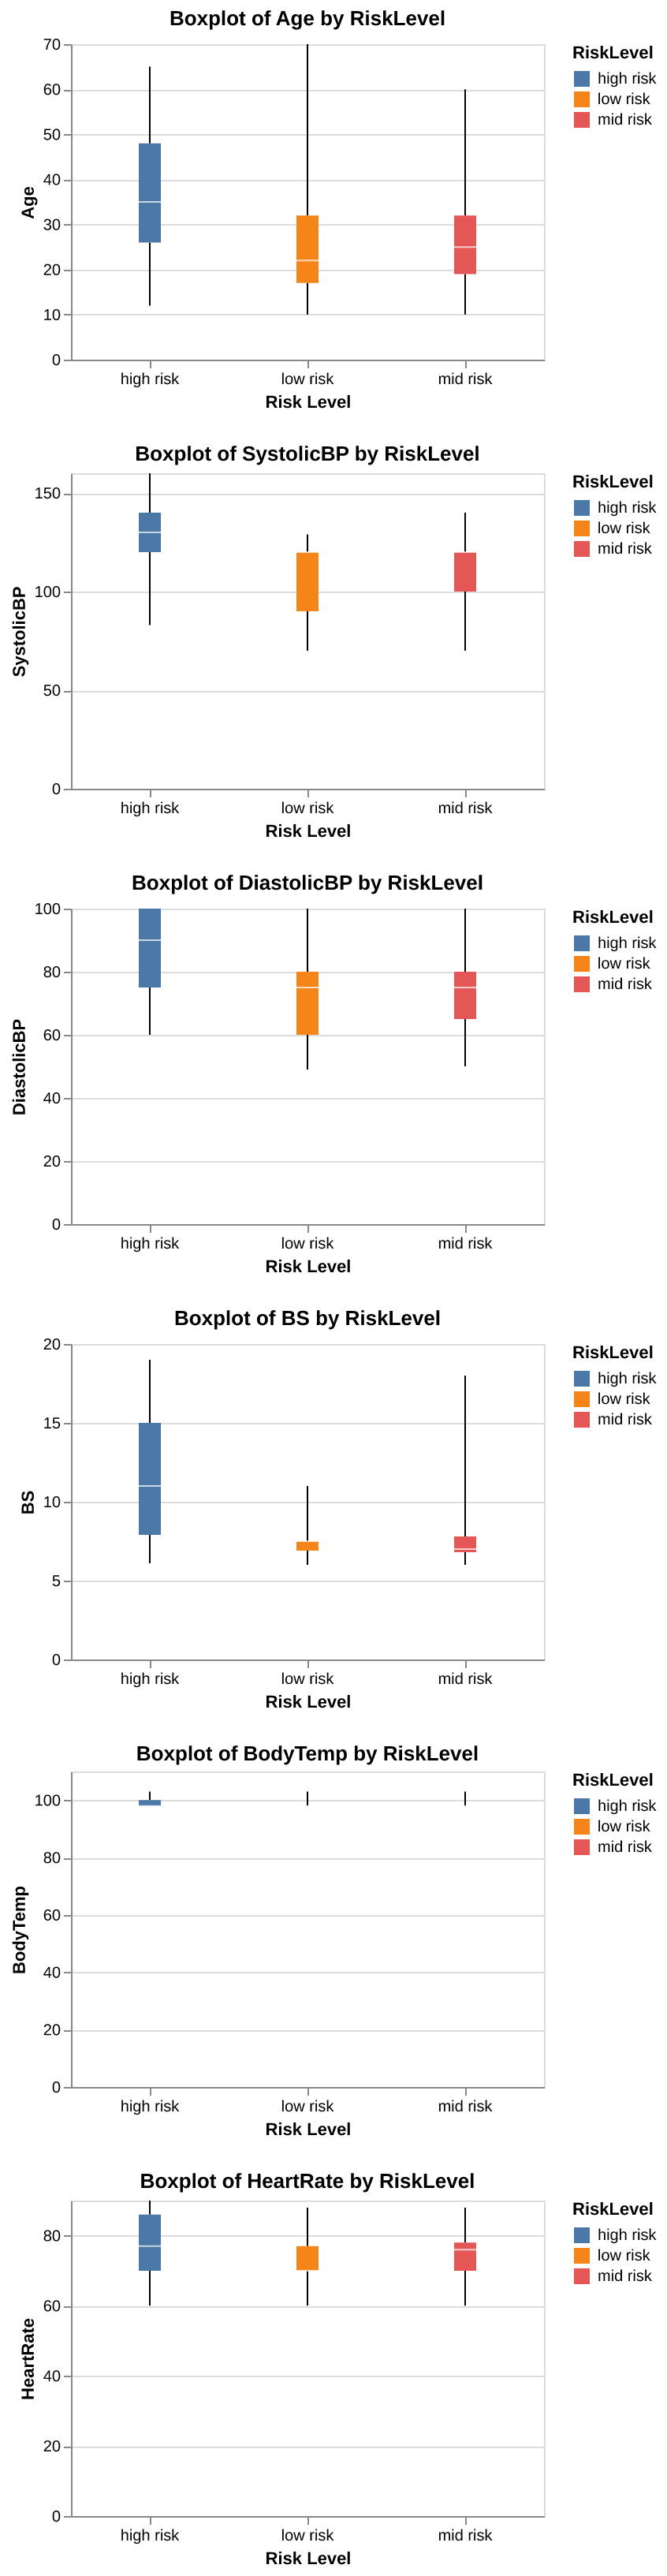 Boxplot of Age by RiskLevel
70
60
50
40
30
20
10
0
Age
high risk
low risk
mid risk
Risk Level
RiskLevel
high risk
low risk
mid risk
Boxplot of SystolicBP by RiskLevel
150
100
50
0
SystolicBP
high risk
low risk
mid risk
Risk Level
RiskLevel
high risk
low risk
mid risk
Boxplot of DiastolicBP by RiskLevel
100
80
60
40
20
0
DiastolicBP
high risk
low risk
mid risk
Risk Level
RiskLevel
high risk
low risk
mid risk
Boxplot of BS by RiskLevel
20
15
10
5
0
BS
high risk
low risk
mid risk
Risk Level
RiskLevel
high risk
low risk
mid risk
Boxplot of BodyTemp by RiskLevel
100
80
60
40
20
0
BodyTemp
high risk
low risk
mid risk
Risk Level
RiskLevel
high risk
low risk
mid risk
Boxplot of HeartRate by RiskLevel
80
60
40
20
0
HeartRate
high risk
low risk
mid risk
Risk Level
RiskLevel
high risk
low risk
mid risk